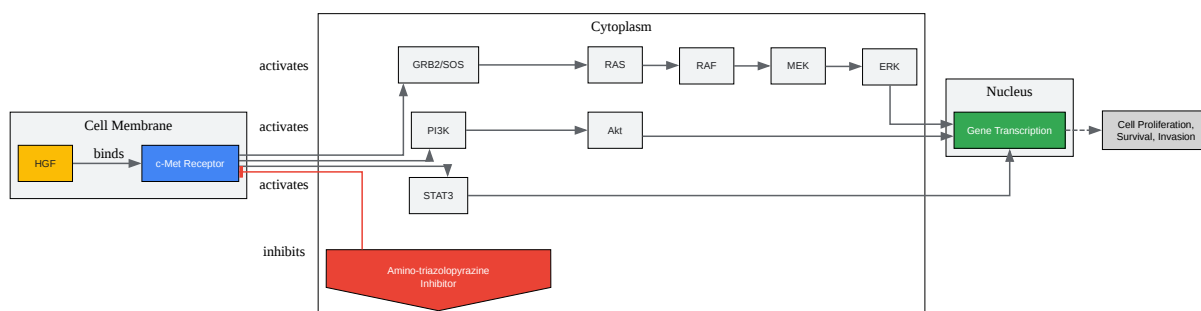 Cytoplasm
activates
GRB2/SOS
RAS
RAF
MEK
ERK
Nucleus
Cell Membrane
activates
PI3K
Akt
Gene Transcription
Cell Proliferation,
Survival, Invasion
HGF
binds
c-Met Receptor
activates
STAT3
inhibits
Amino-triazolopyrazine
Inhibitor